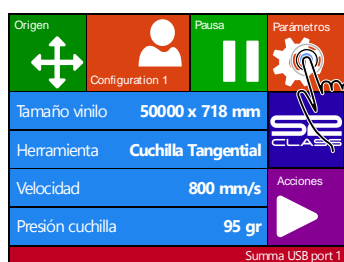 Origen
Configuration 1
Pausa
Parámetros
Tamaño vinilo 50000 x 718 mm
Herramienta Cuchilla Tangential
Velocidad 800 mm/s
Presión cuchilla 95 gr
S2
CLASS
Acciones
Summa USB port 1